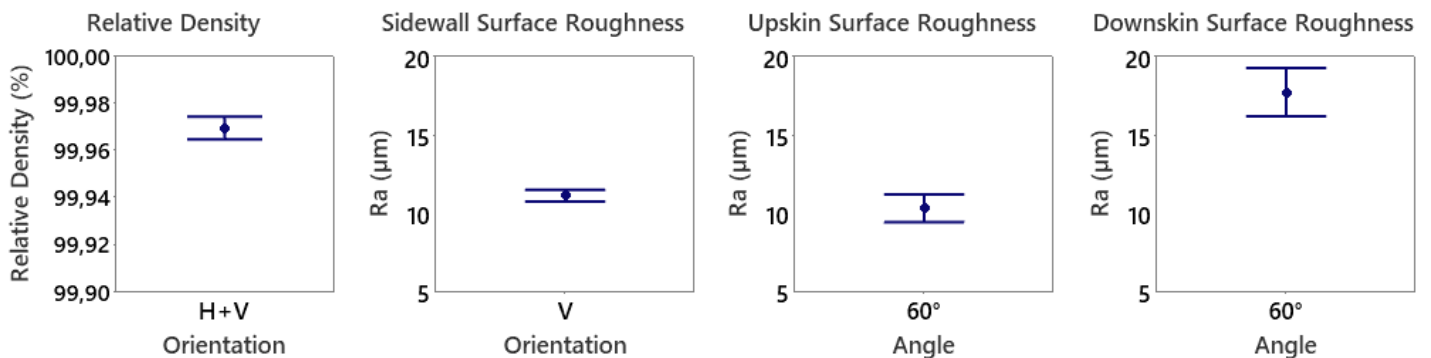 Relative Density
100,00
99,98
99,96
99,94
99,92
99,90
Relative Density (%)
H+V
Orientation
Sidewall Surface Roughness
20
15
10
5
Ra (µm)
V
Orientation
Upskin Surface Roughness
20
15
10
5
Ra (µm)
60°
Angle
Downskin Surface Roughness
20
15
10
5
Ra (µm)
60°
Angle